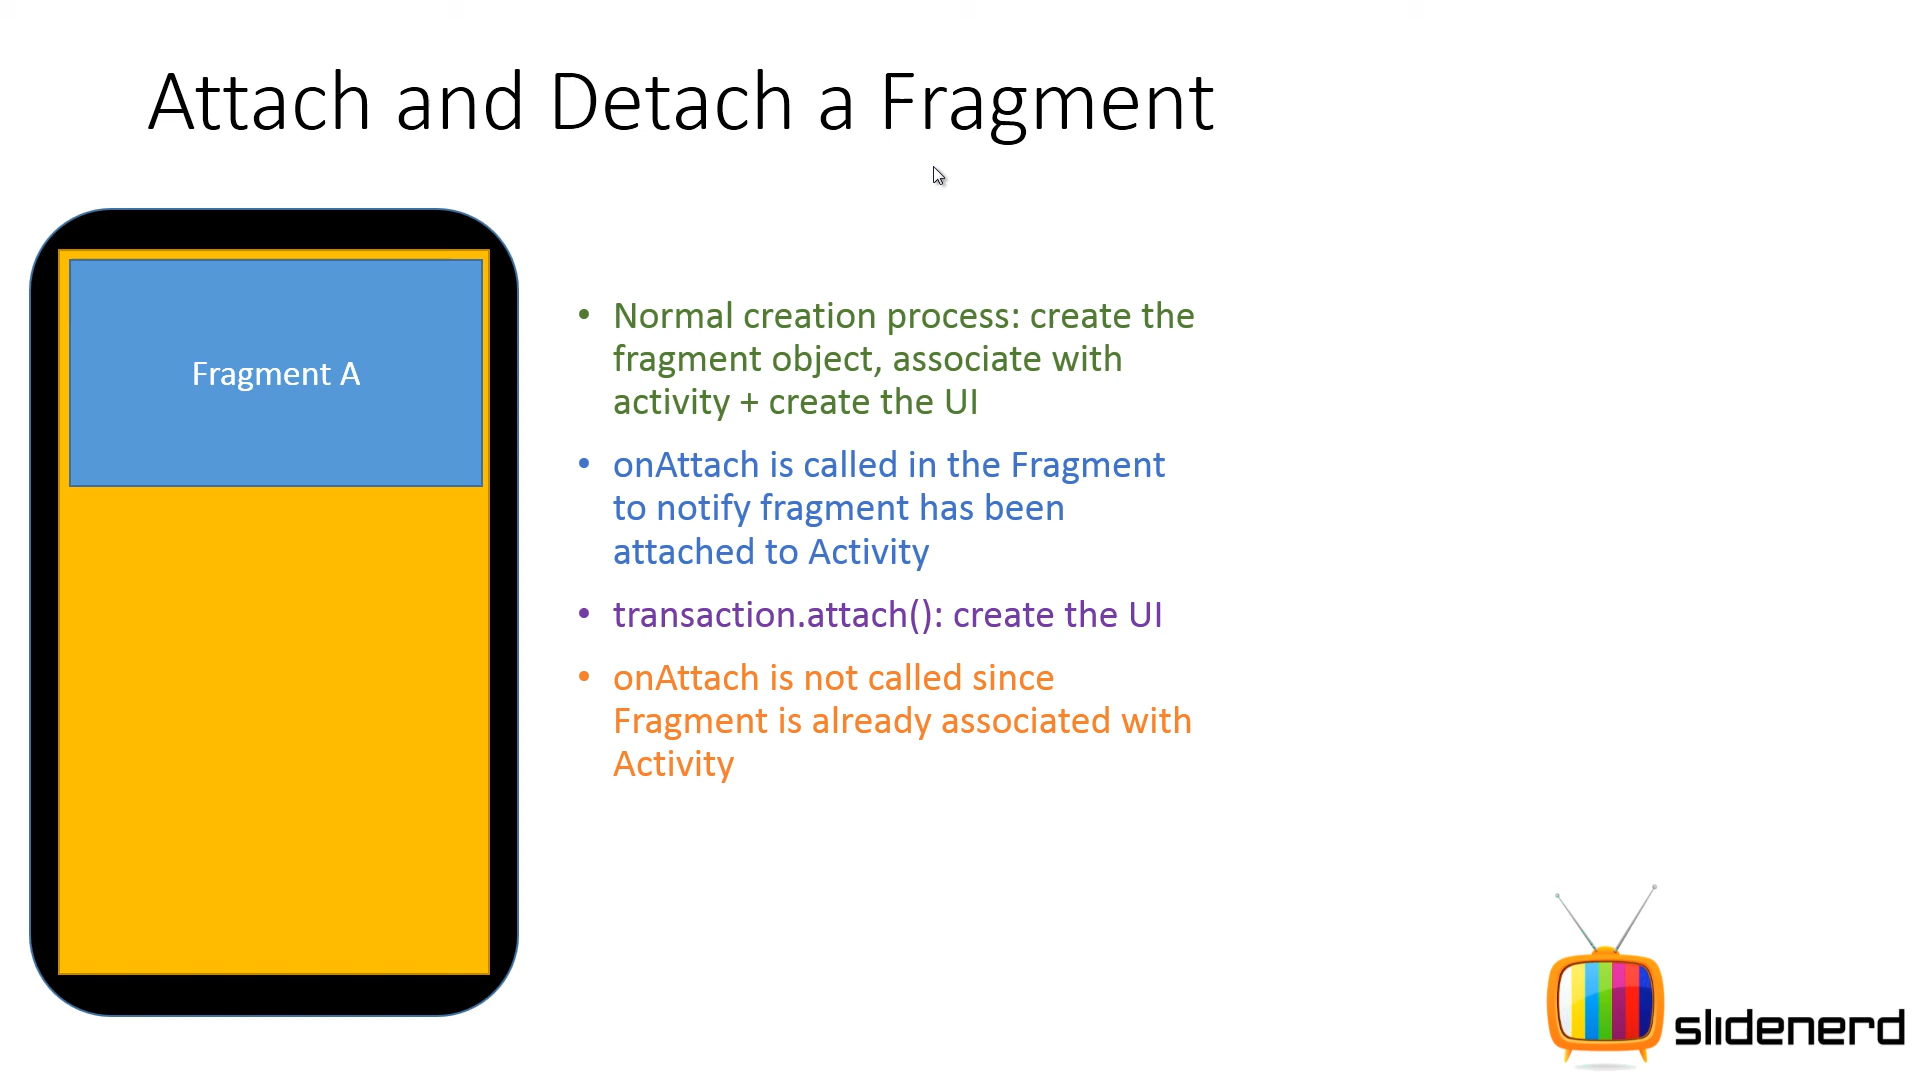 Attach and Detach a Fragment
Fragment A
• Normal creation process: create the
fragment object, associate with
activity + create the UI
• onAttach is called in the Fragment
to notify fragment has been
attached to Activity
• transaction.attach(): create the UI
• onAttach is not called since
Fragment is already associated with
Activity
slidenerd